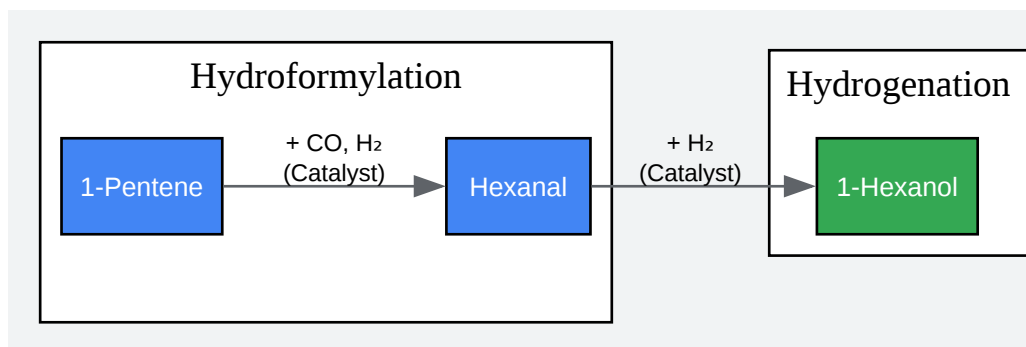 Hydroformylation
Hydrogenation
+ CO, H₂
(Catalyst)
+ H₂
(Catalyst)
1-Pentene
Hexanal
1-Hexanol